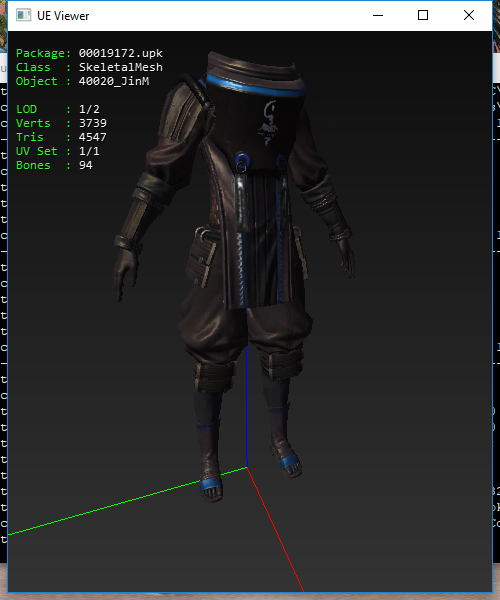 UE Viewer
Package: 00019172.upk
Class  : SkeletalMesh
Object : 40020_JinM
LOD    : 1/2
Verts  : 3739
Tris   : 4547
UV Set : 1/1
Bones  : 94